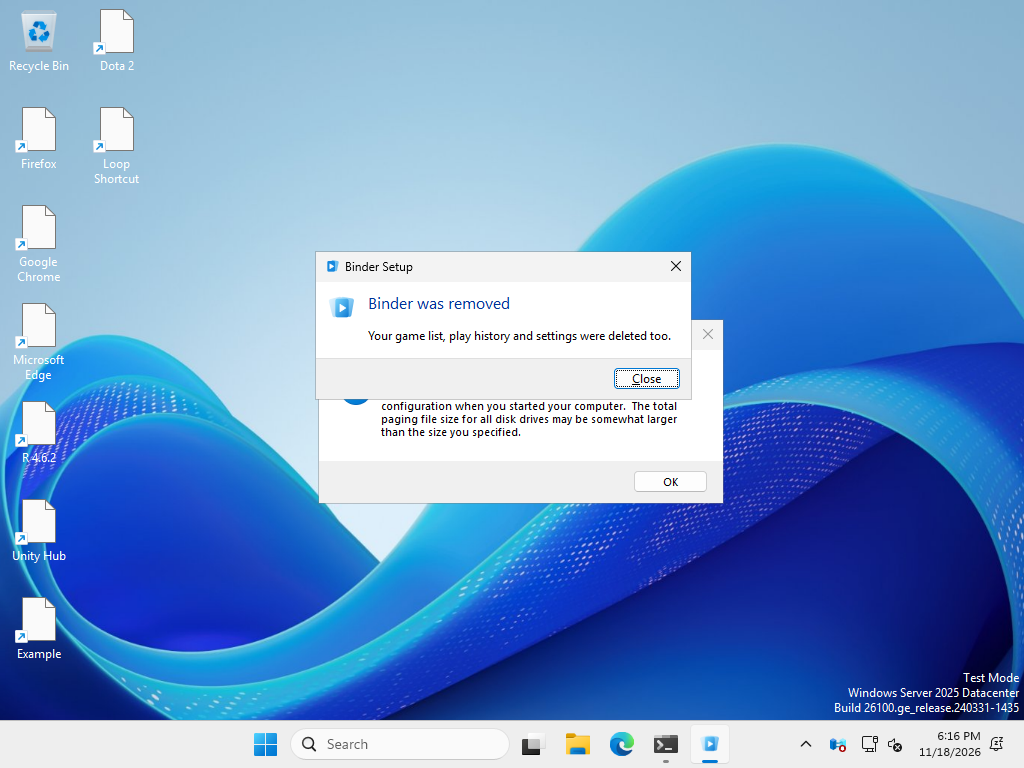 Recycle Bin
Dota 2
Firefox
Loop
Shortcut
Google
Chrome
Microsoft
Edge
R 4.6.2
Unity Hub
Example
Binder Setup
Binder was removed
Your game list, play history and settings were deleted too.
Close
configuration when you started your computer.  The total
paging file size for all disk drives may be somewhat larger
than the size you specified.
OK
Test Mode
Windows Server 2025 Datacenter
Build 26100.ge_release.240331-1435
Search
6:16 PM
11/18/2026